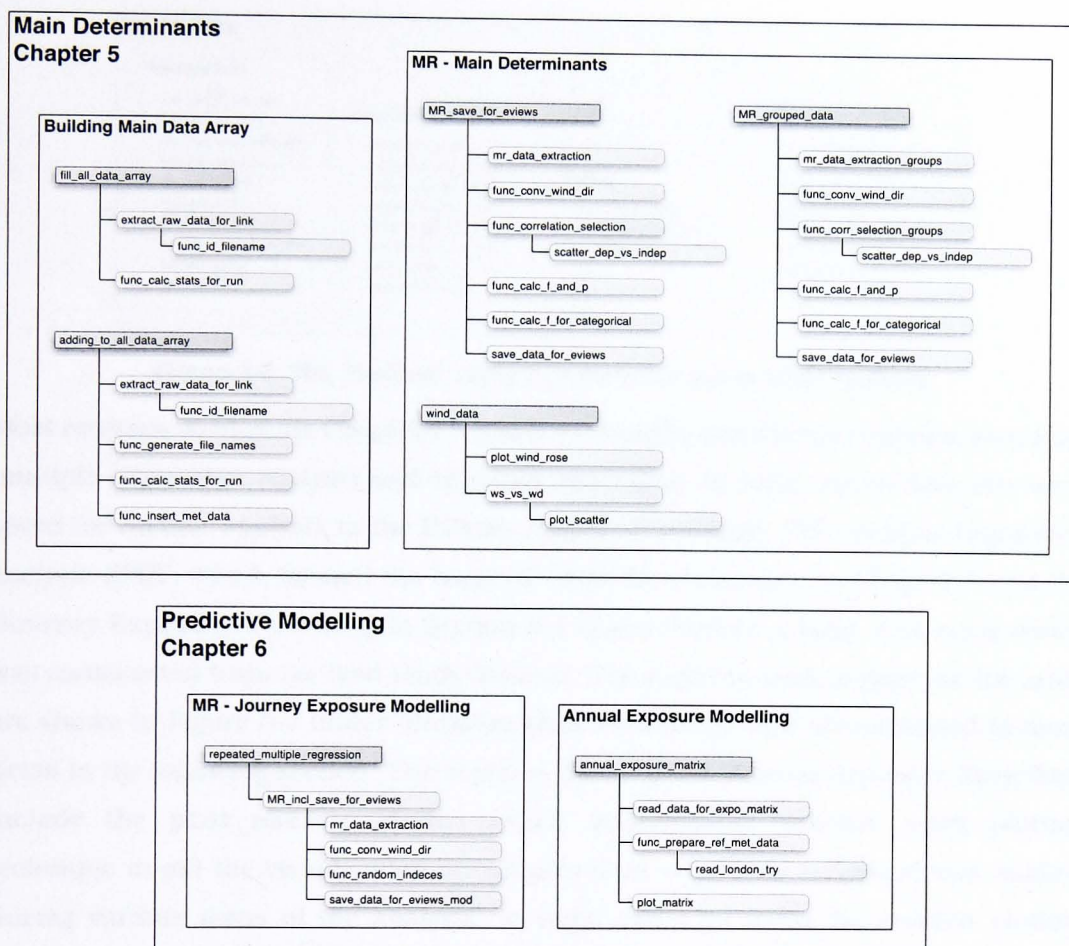 Main Determinants
Chapter 5
Building Main Data Array
fill_all_data_array
extract_raw_data_for_link
func_id_filename
func_calc_stats_for_run
adding_to_all_data_array
extract_raw_data_for_link
func_id_filename
func_generate_file_names
func_calc_stats_for_run
func_insert_met_data
MR - Main Determinants
MR_save_for_eviews
mr_data_extraction
func_conv_wind_dir
func_correlation_selection
scatter_dep_vs_indep
func_calc_f_and_p
func_calc_f_for_categorical
save_data_for_eviews
MR_grouped_data
mr_data_extraction_groups
func_conv_wind_dir
func_corr_selection_groups
scatter_dep_vs_indep
func_calc_f_and_p
func_calc_f_for_categorical
save_data_for_eviews
wind_data
plot_wind_rose
ws_vs_wd
plot_scatter
Predictive Modelling
Chapter 6
MR - Journey Exposure Modelling
repeated_multiple_regression
MR_incl_save_for_eviews
mr_data_extraction
func_conv_wind_dir
func_random_indeces
save_data_for_eviews_mod
Annual Exposure Modelling
annual_exposure_matrix
read_data_for_expo_matrix
func_prepare_ref_met_data
read_london_try
plot_matrix